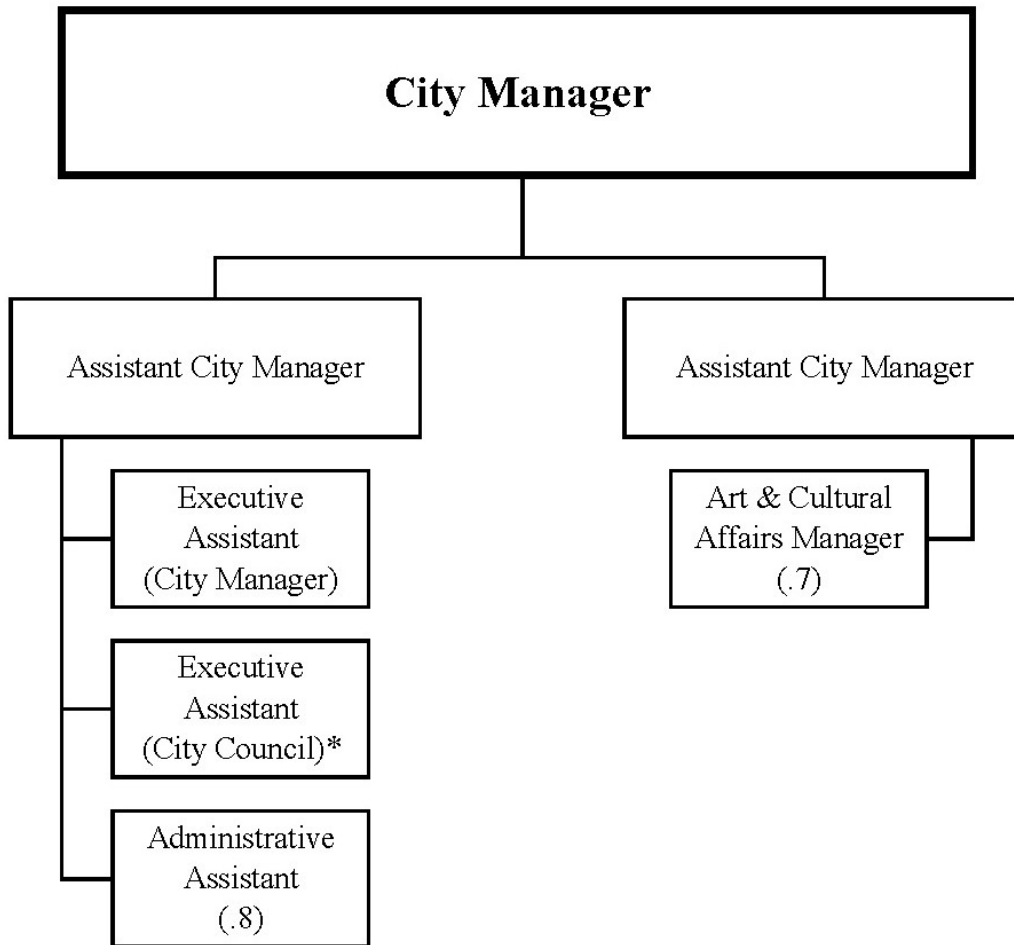 City Manager
Assistant City Manager
Assistant City Manager
Executive
Assistant
(City Manager)
Art & Cultural
Affairs Manager
(.7)
Executive
Assistant
(City Council)*
Administrative
Assistant
(.8)